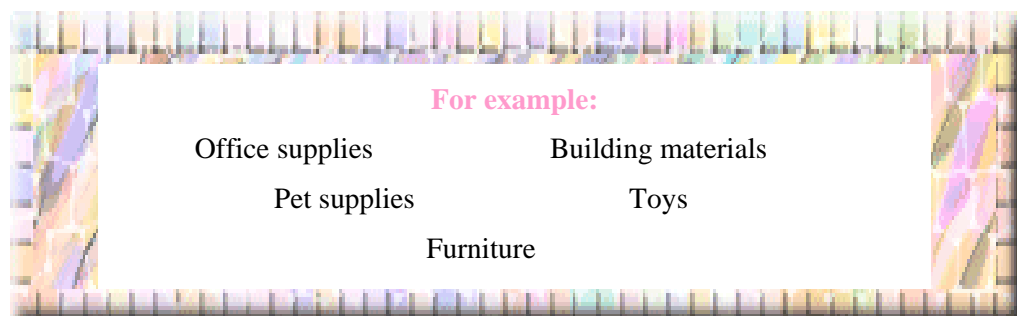 For example:
Office supplies Building materials
Pet supplies Toys
Furniture